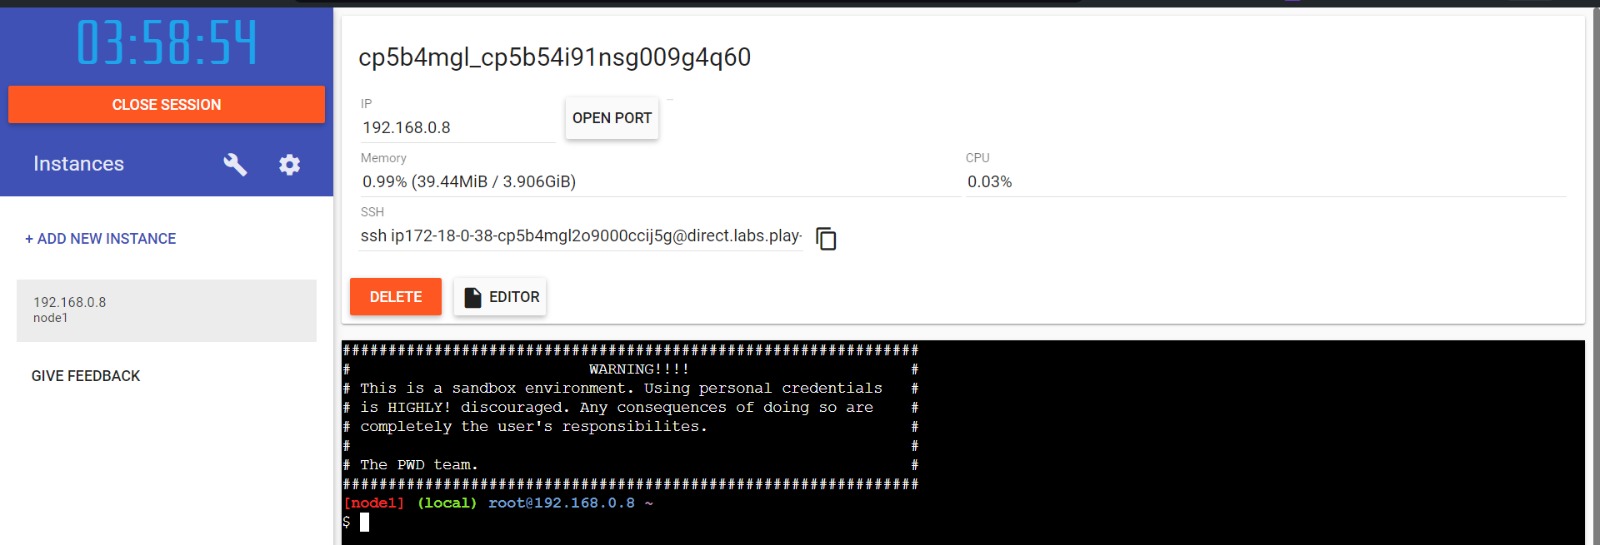 03:58:54
CLOSE SESSION
Instances
+ ADD NEW INSTANCE
192.168.0.8
node1
GIVE FEEDBACK
cp5b4mgl_cp5b54i91nsg009g4q60
IP
192.168.0.8
OPEN PORT
Memory
0.99% (39.44MiB / 3.906GiB)
CPU
0.03%
SSH
ssh ip172-18-0-38-cp5b4mgl2o9000ccij5g@direct.labs.play-
DELETE
EDITOR
###############################################################
# WARNING!!!! #
# This is a sandbox environment. Using personal credentials #
# is HIGHLY! discouraged. Any consequences of doing so are #
# completely the user's responsibilites. #
# #
# The PWD team. #
###############################################################
[node1] (local) root@192.168.0.8 ~
$